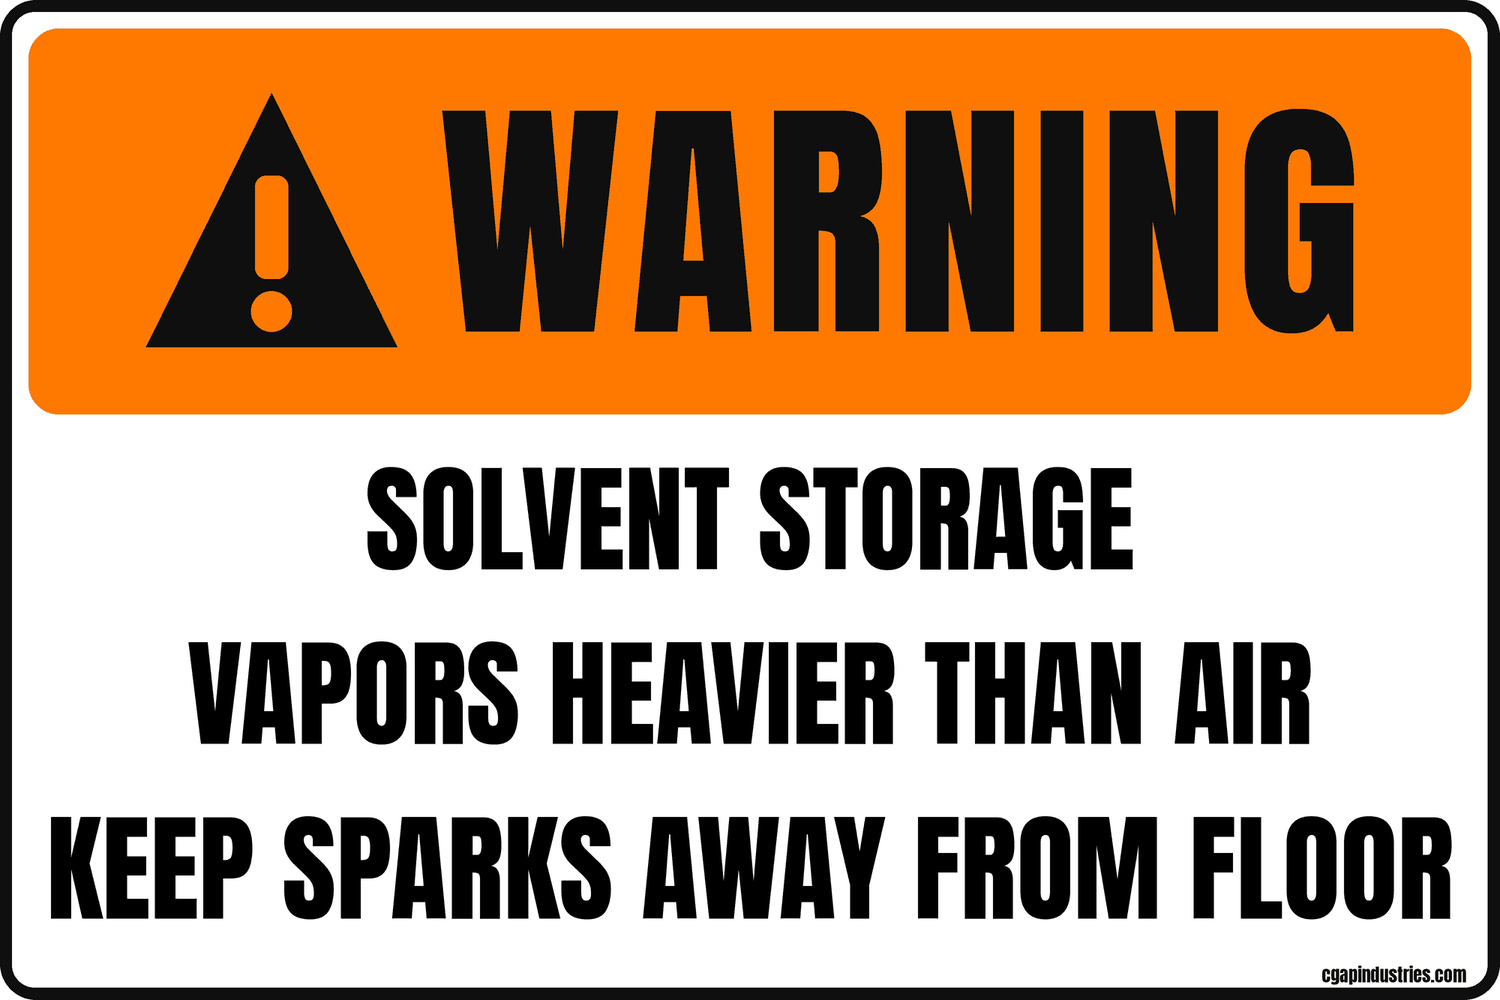 WARNING
SOLVENT STORAGE
VAPORS HEAVIER THAN AIR
KEEP SPARKS AWAY FROM FLOOR
cgapindustries.com